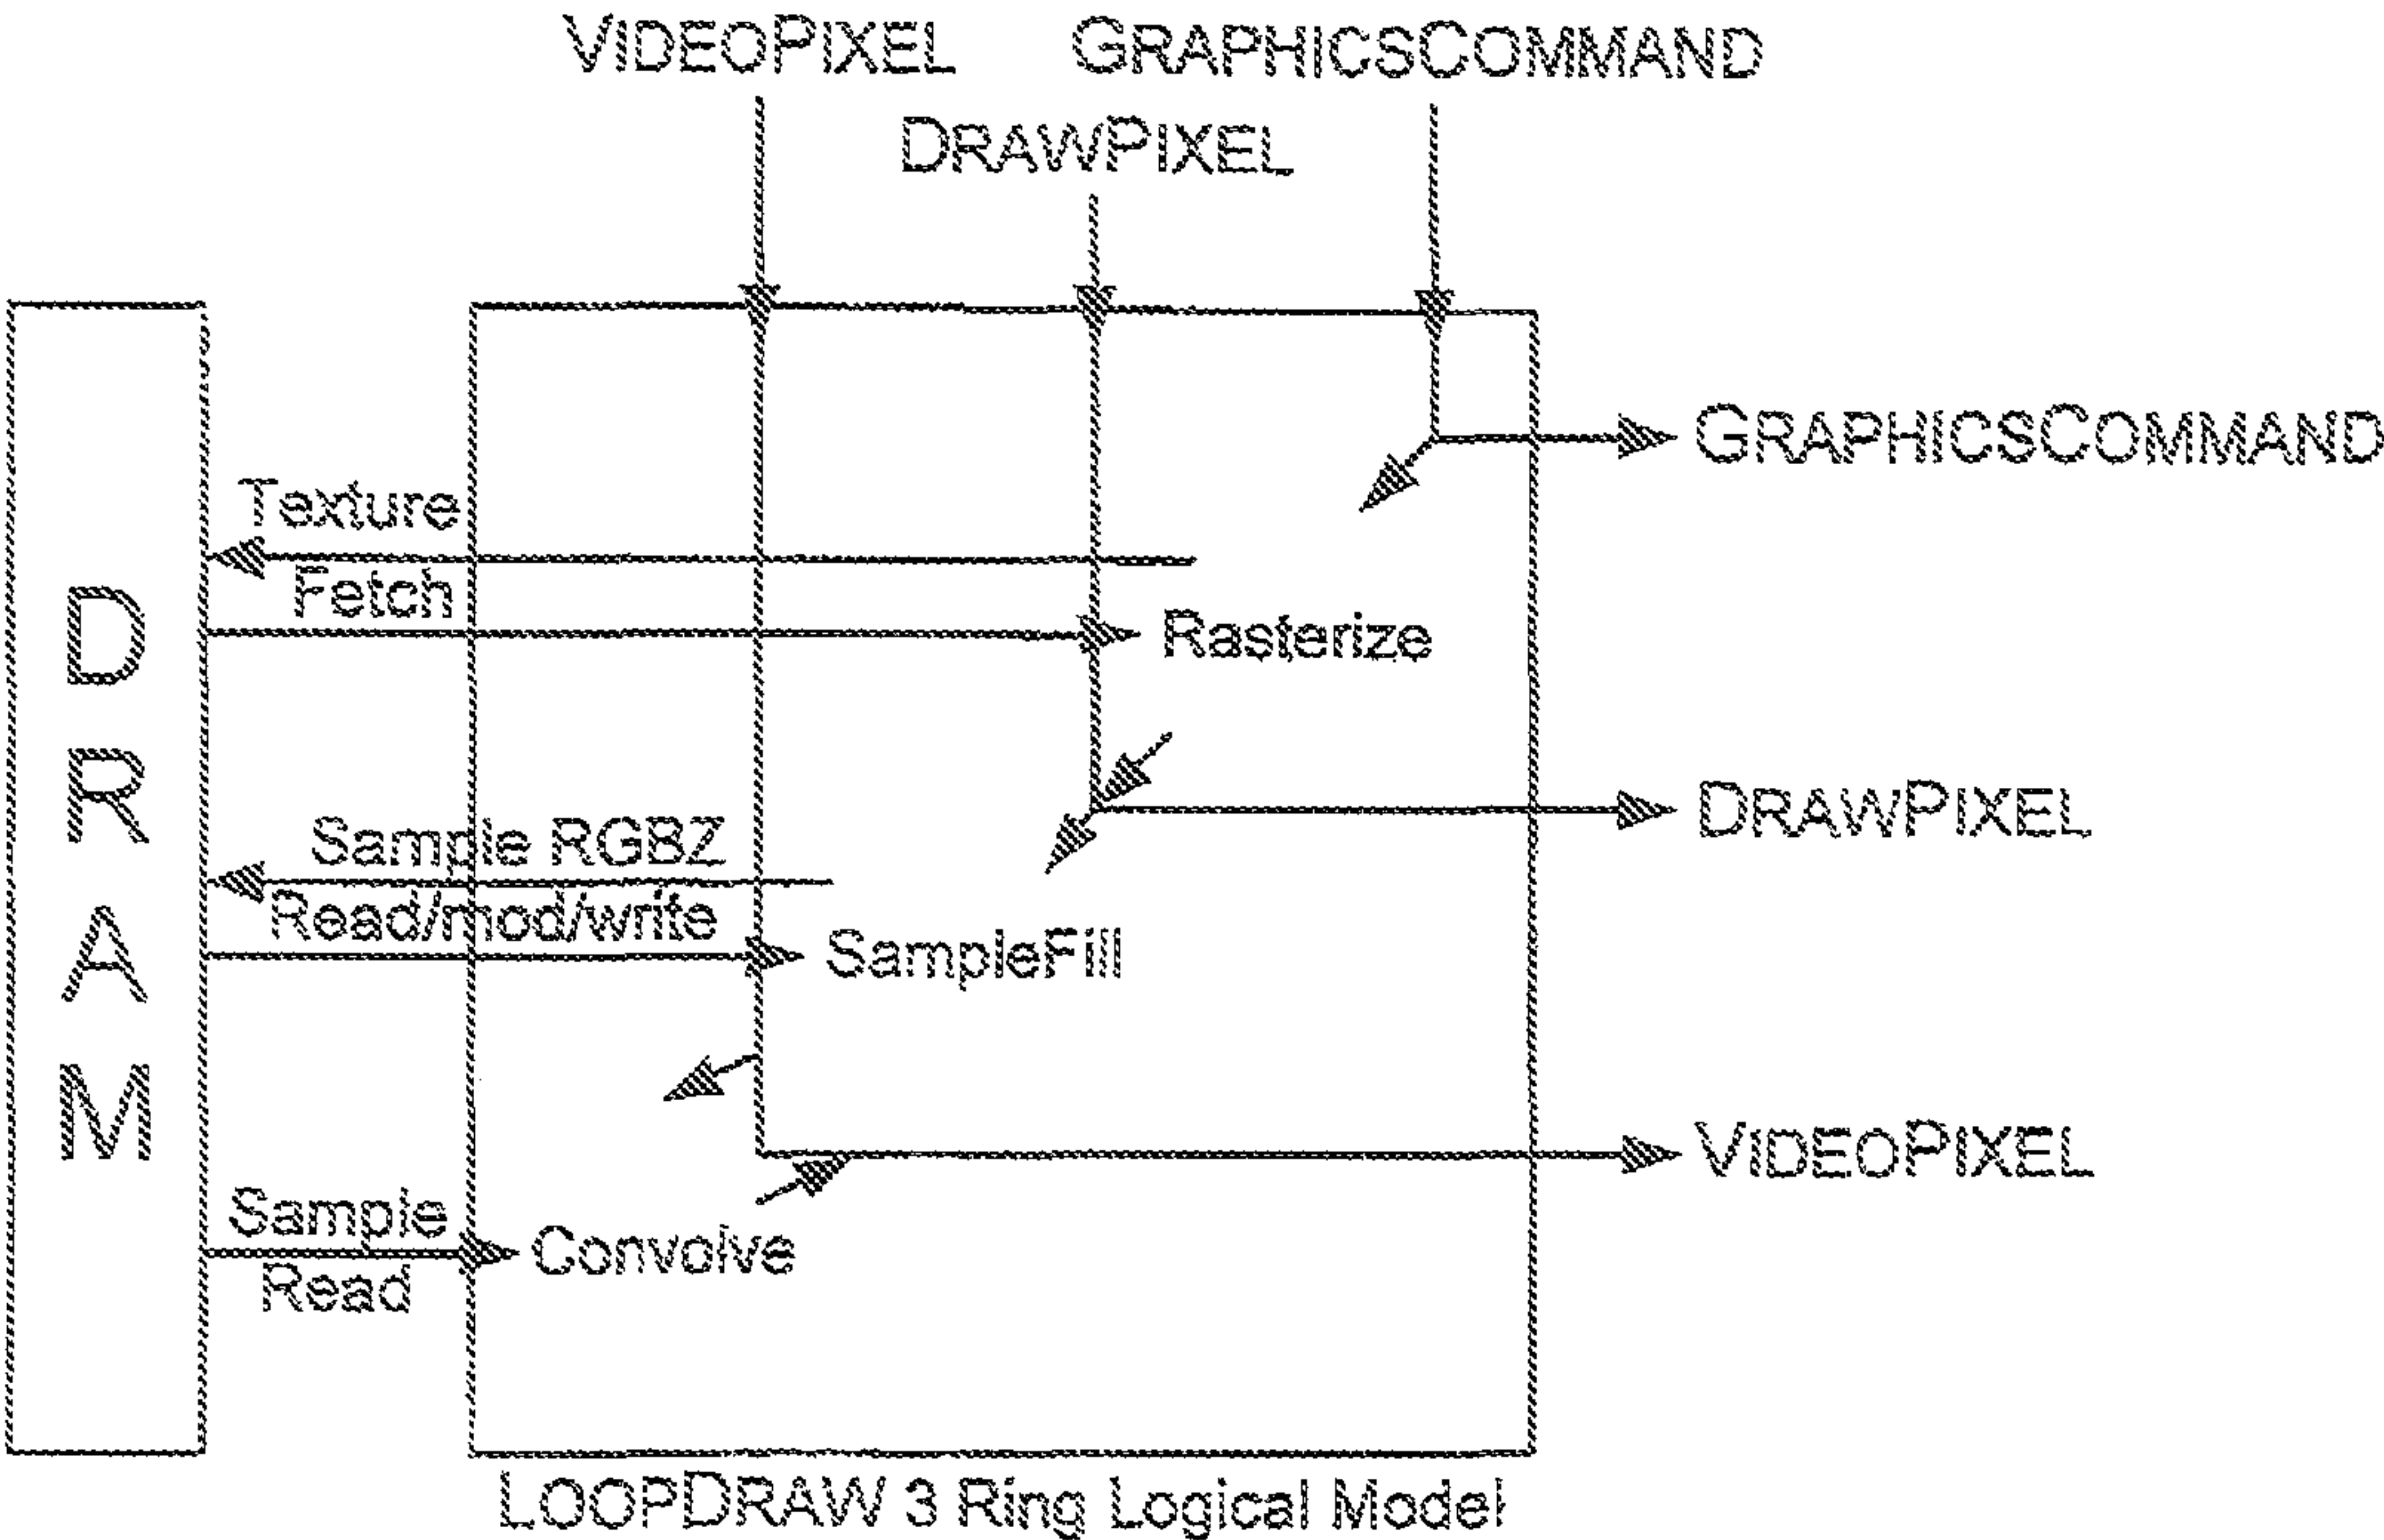 VIDEOPIXEL GRAPHICSCOMMAND
DRAWPIXEL
GRAPHICSCOMMAND
Texture
Fetch
Rasterize
DRAM
DRAWPIXEL
Sample RGBZ
Read/mod/write
SampleFill
VIDEOPIXEL
Sample
Read
Convolve
LOOPDRAW 3 Ring Logical Model